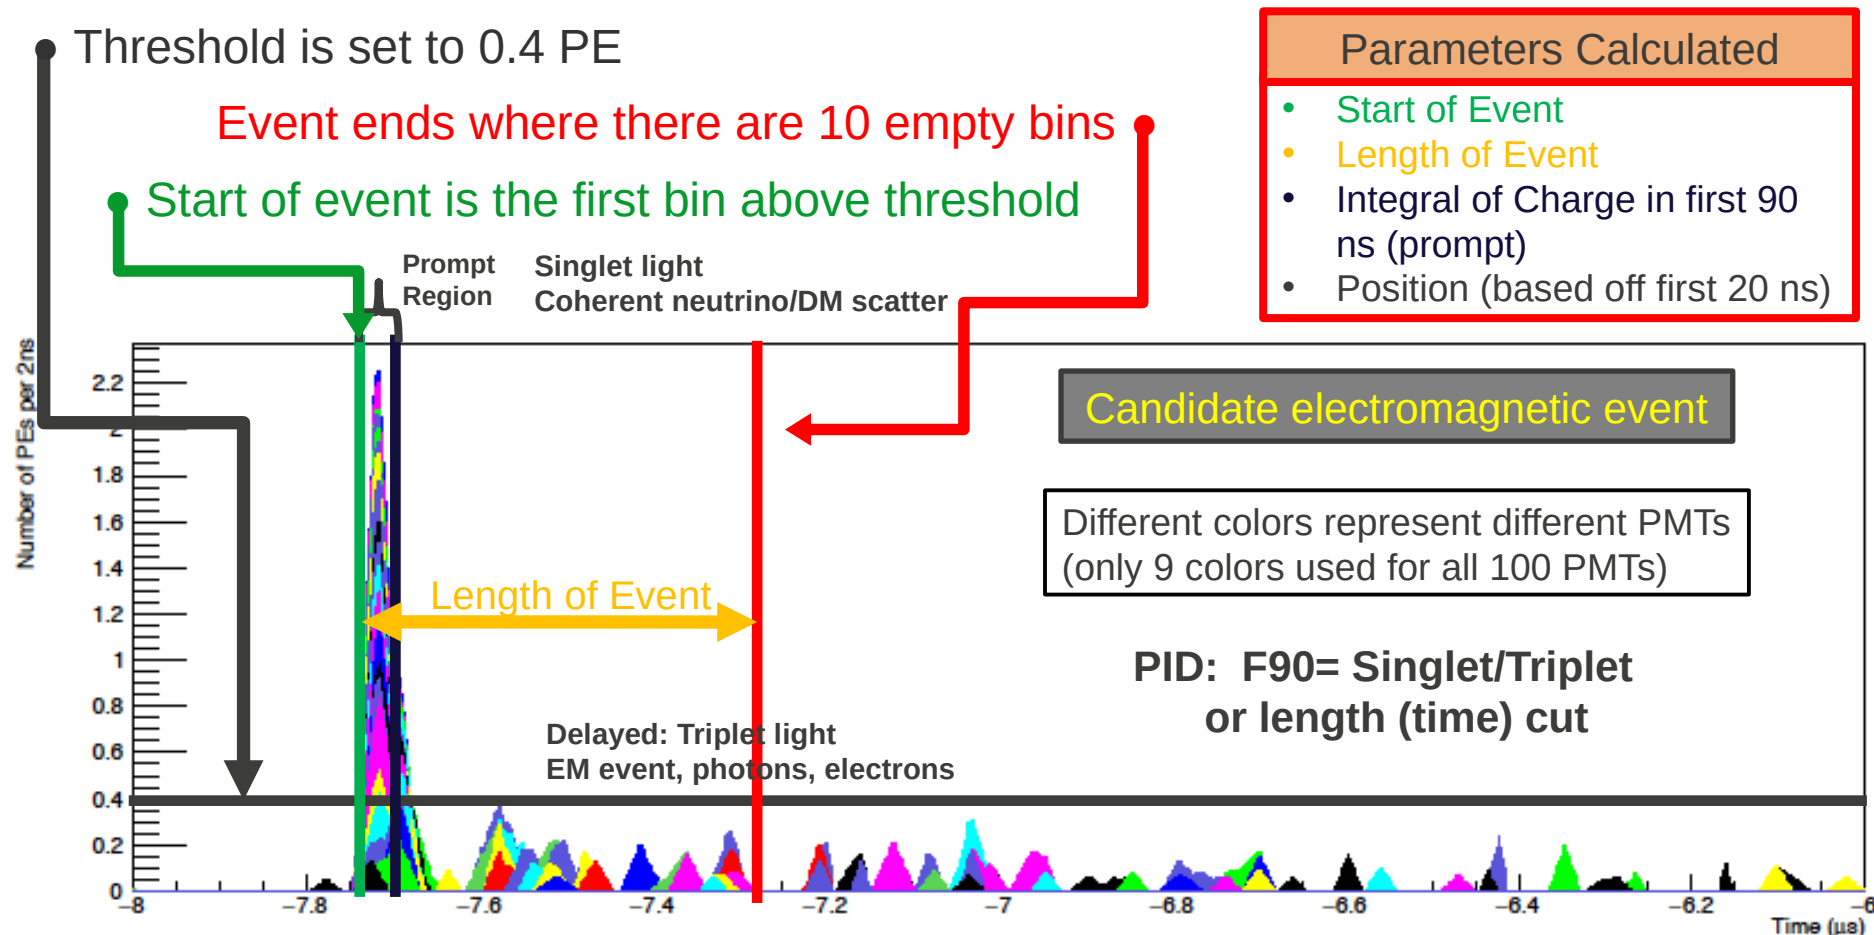 Threshold is set to 0.4 PE
Event ends where there are 10 empty bins
Start of event is the first bin above threshold
Parameters Calculated
• Start of Event
• Length of Event
• Integral of Charge in first 90
ns (prompt)
• Position (based off first 20 ns)
Prompt
Region
Singlet light
Coherent neutrino/DM scatter
Number of PEs per 2ns
2.2
2
1.8
1.6
1.4
1.2
1
0.8
0.6
0.4
0.2
0
Candidate electromagnetic event
Different colors represent different PMTs
(only 9 colors used for all 100 PMTs)
Length of Event
PID: F90= Singlet/Triplet
or length (time) cut
Delayed: Triplet light
EM event, photons, electrons
−8 −7.8 −7.6 −7.4 −7.2 −7 −6.8 −6.6 −6.4 −6.2 −6
Time (μs)